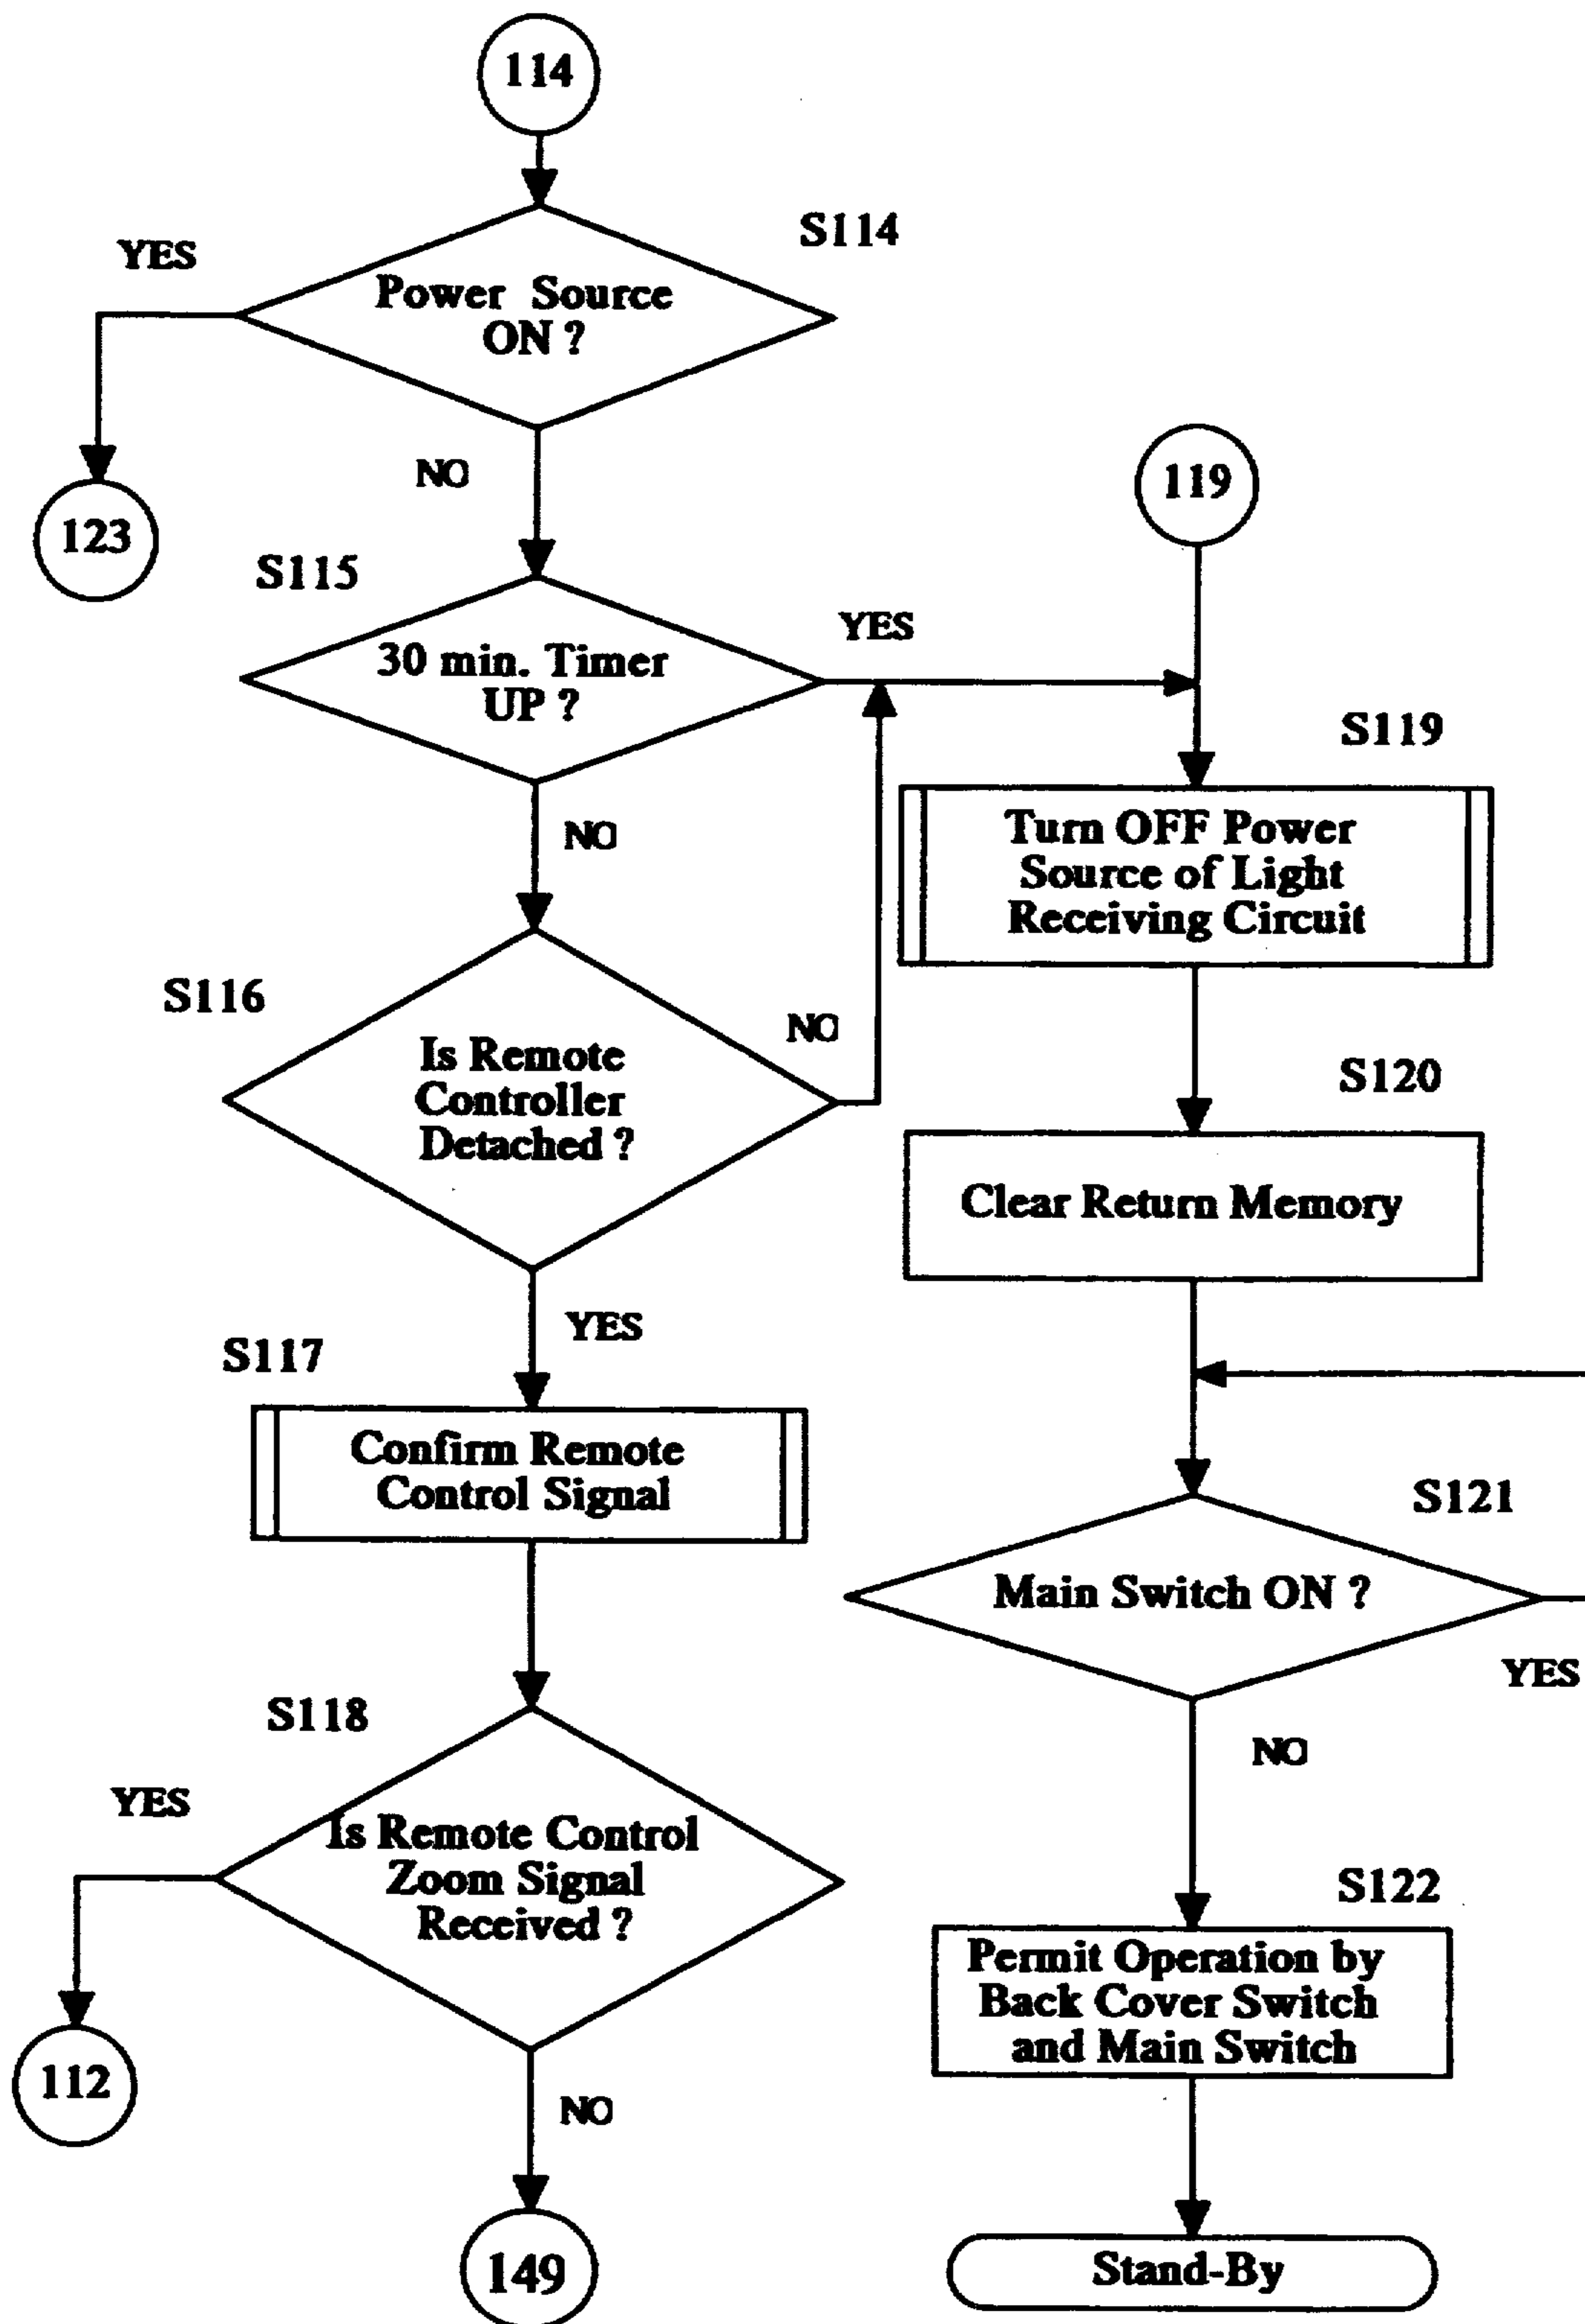 114
S114
YES
Power Source
ON ?
NO
123
119
S115
YES
30 min. Timer
UP ?
S119
NO
Turn OFF Power
Source of Light
Receiving Circuit
S116
NO
Is Remote
Controller
Detached ?
S120
Clear Return Memory
YES
S117
Confirm Remote
Control Signal
S121
Main Switch ON ?
YES
S118
NO
YES
Is Remote Control
Zoom Signal
Received ?
S122
Permit Operation by
Back Cover Switch
and Main Switch
112
NO
149
Stand-By